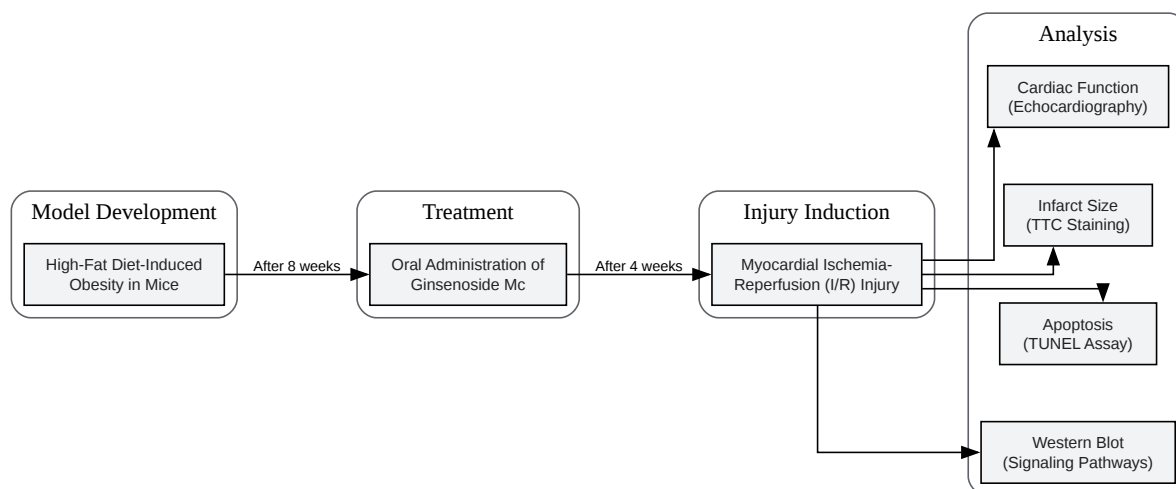 Model Development
High-Fat Diet-Induced
Obesity in Mice
After 8 weeks
Treatment
Oral Administration of
Ginsenoside Mc
After 4 weeks
Injury Induction
Myocardial Ischemia-
Reperfusion (I/R) Injury
Analysis
Cardiac Function
(Echocardiography)
Infarct Size
(TTC Staining)
Apoptosis
(TUNEL Assay)
Western Blot
(Signaling Pathways)